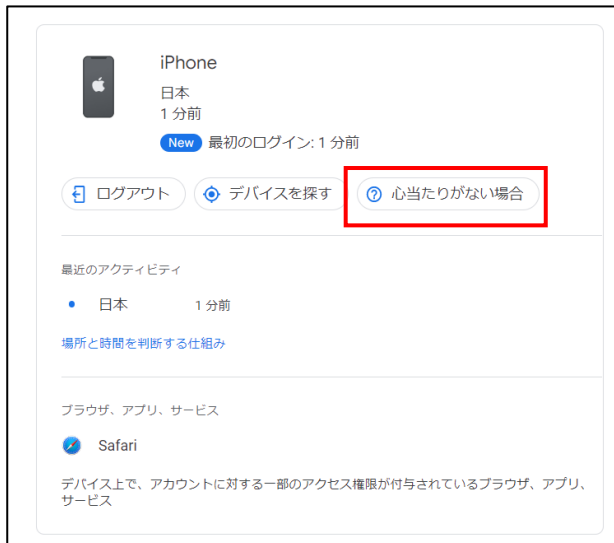 iPhone
日本
1 分前
New 最初のログイン: 1 分前
ログアウト デバイスを探す 心当たりがない場合
最近のアクティビティ
日本 1 分前
場所と時間を判断する仕組み
ブラウザ、アプリ、サービス
Safari
デバイス上で、アカウントに対する一部のアクセス権限が付与されているブラウザ、アプリ、
サービス